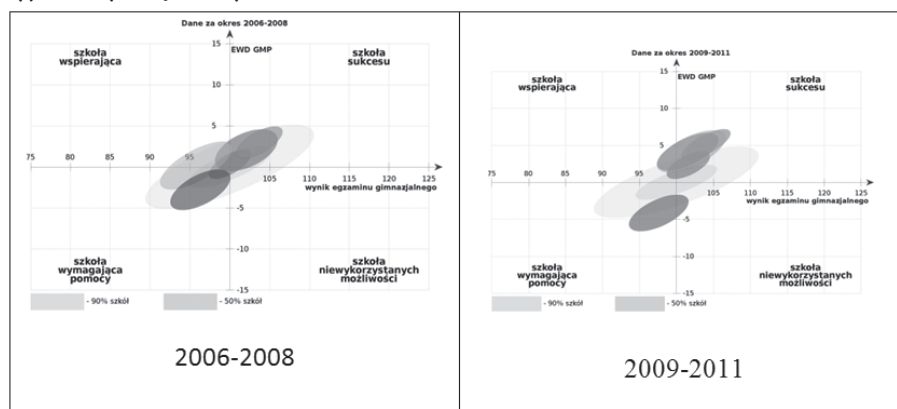 Dane za okres 2006-2008
EWD GMP
szkoła
wspierająca
szkoła
sukcesu
15
10
5
75 80 85 90 95 105 110 115 120 125
wynik egzaminu gimnazjalnego
-5
-10
-15
szkoła
wymagająca
pomocy
szkoła
niewykorzystanych
możliwości
- 90% szkół - 50% szkół
2006-2008
Dane za okres 2009-2011
EWD GMP
szkoła
wspierająca
szkoła
sukcesu
15
10
5
75 80 85 90 95 100 105 110 115 120 125
wynik egzaminu gimnazjalnego
-5
-10
-15
szkoła
wymagająca
pomocy
szkoła
niewykorzystanych
możliwości
- 90% szkół - 50% szkół
2009-2011